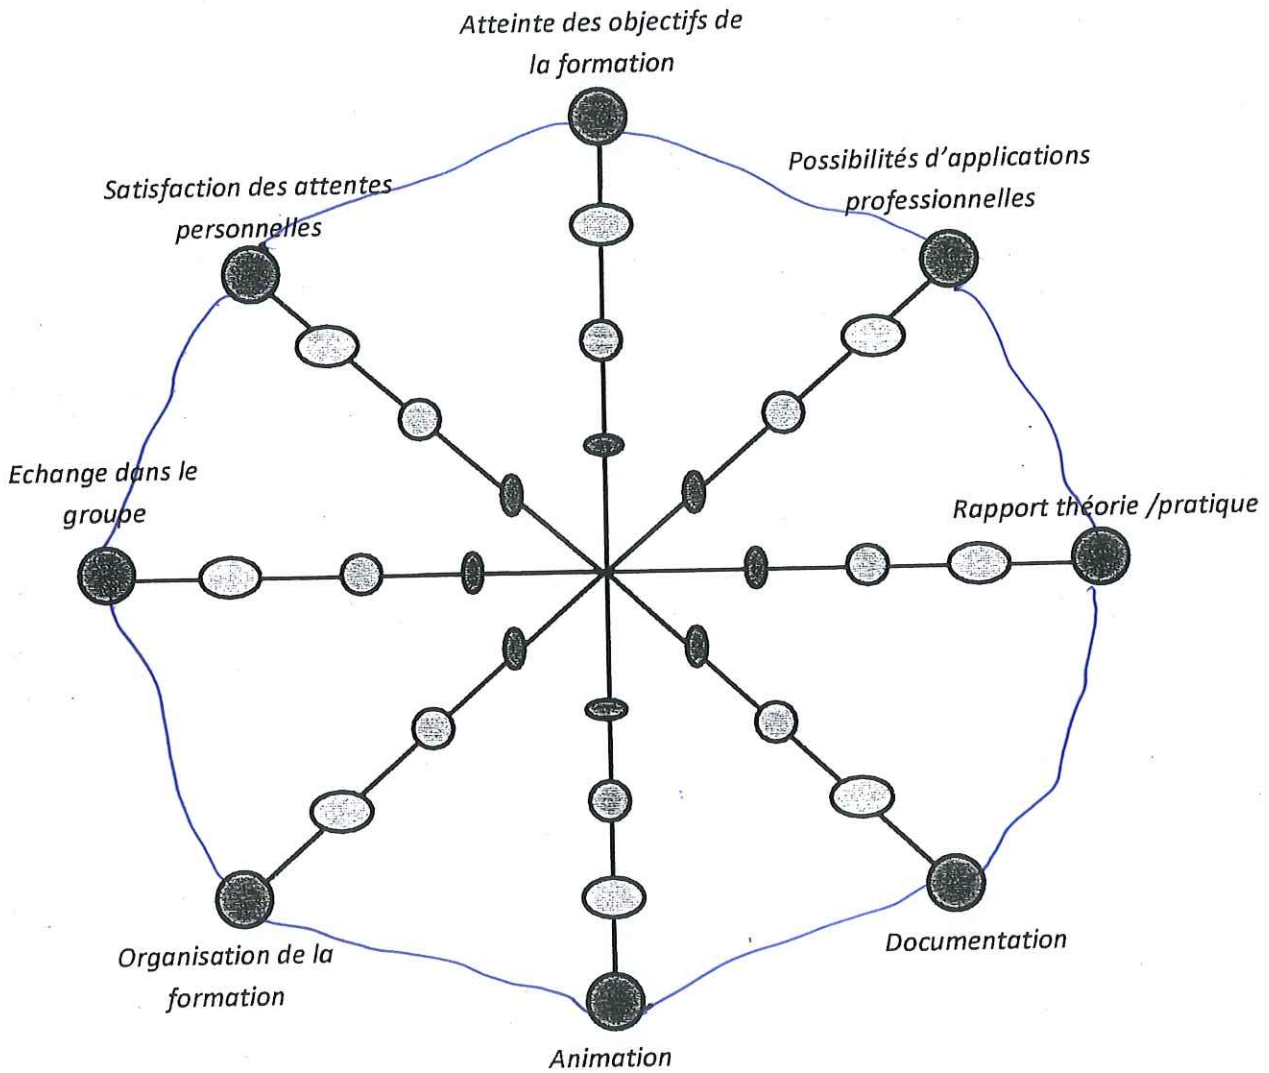 Atteinte des objectifs de
la formation
Possibilités d'applications
professionnelles
Satisfaction des attentes
personnelles
Echange dans le
groupe
Rapport théorie /pratique
Organisation de la
formation
Documentation
Animation